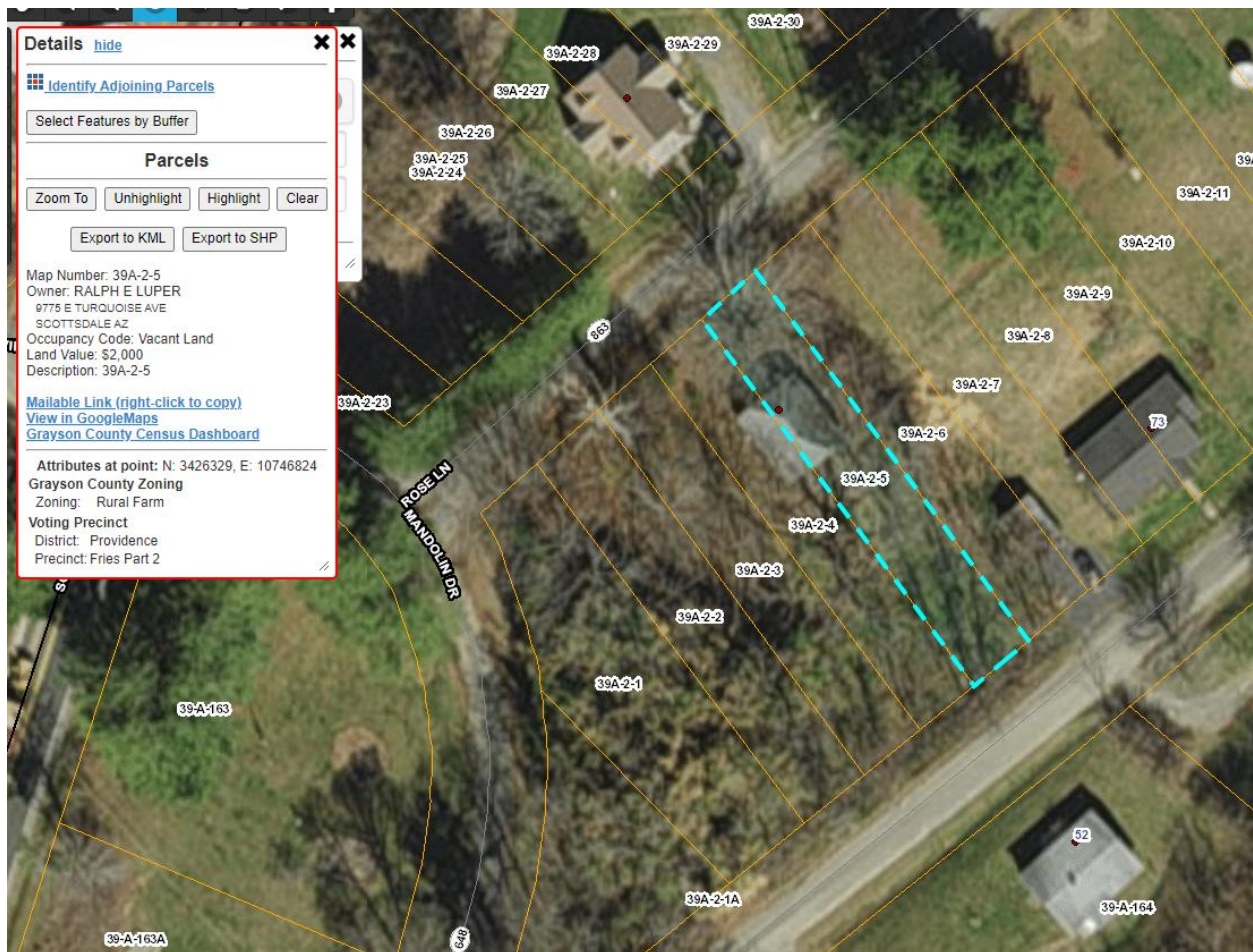 Details hide
Identify Adjoining Parcels
Select Features by Buffer
Parcels
Zoom To Unhighlight Highlight Clear
Export to KML Export to SHP
Map Number: 39A-2-5
Owner: RALPH E LUPER
9775 E TURQUOISE AVE
SCOTTSDALE AZ
Occupancy Code: Vacant Land
Land Value: $2,000
Description: 39A-2-5
Mailable Link (right-click to copy)
View in GoogleMaps
Grayson County Census Dashboard
Attributes at point: N: 3426329, E: 10746824
Grayson County Zoning
Zoning: Rural Farm
Voting Precinct
District: Providence
Precinct: Fries Part 2
39A-2-30
39A-2-29
39A-2-28
39A-2-27
39A-2-26
39A-2-25
39A-2-24
39A-2-11
39A-2-10
39A-2-9
39A-2-8
863
39A-2-7
39A-2-23
73
39A-2-6
39A-2-5
ROSE LN
39A-2-4
MANDOLIN DR
39A-2-3
39A-2-2
39A-2-1
39-A-163
52
39A-2-1A
39-A-164
648
39-A-163A